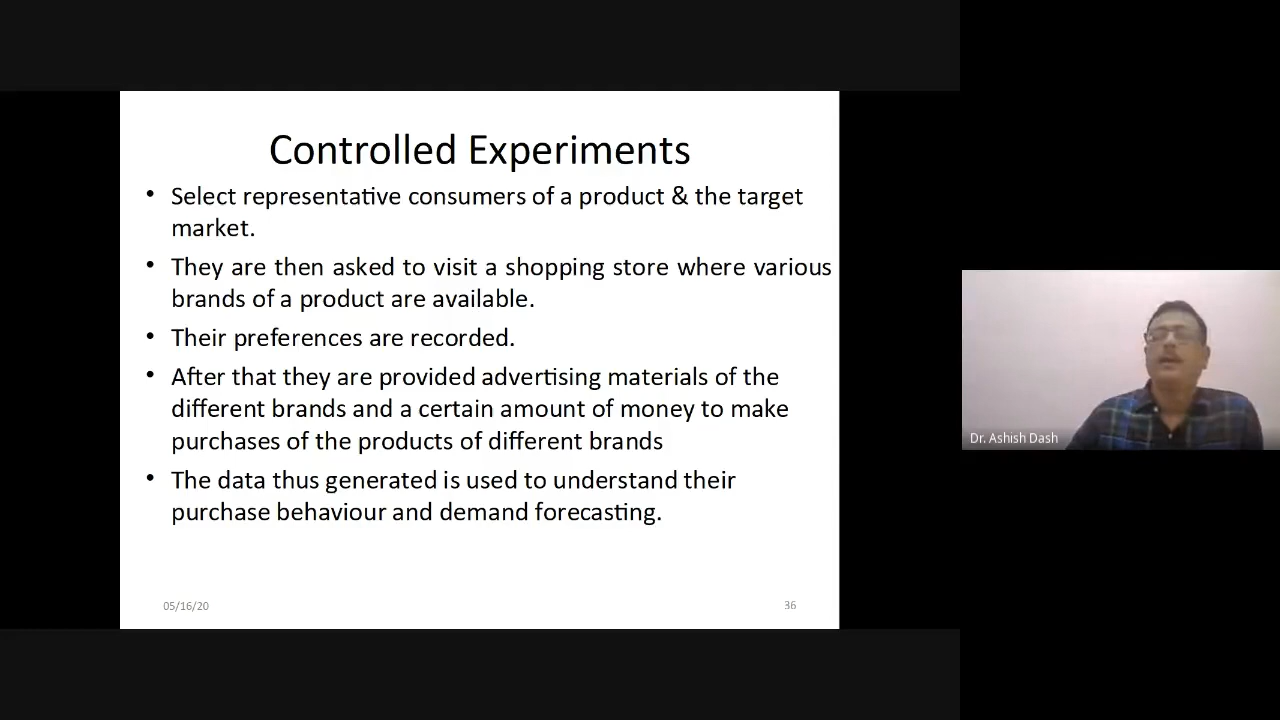 Controlled Experiments
• Select representative consumers of a product & the target
market.
• They are then asked to visit a shopping store where various
brands of a product are available.
• Their preferences are recorded.
• After that they are provided advertising materials of the
different brands and a certain amount of money to make
purchases of the products of different brands
• The data thus generated is used to understand their
purchase behaviour and demand forecasting.
05/16/20
36
Dr. Ashish Dash